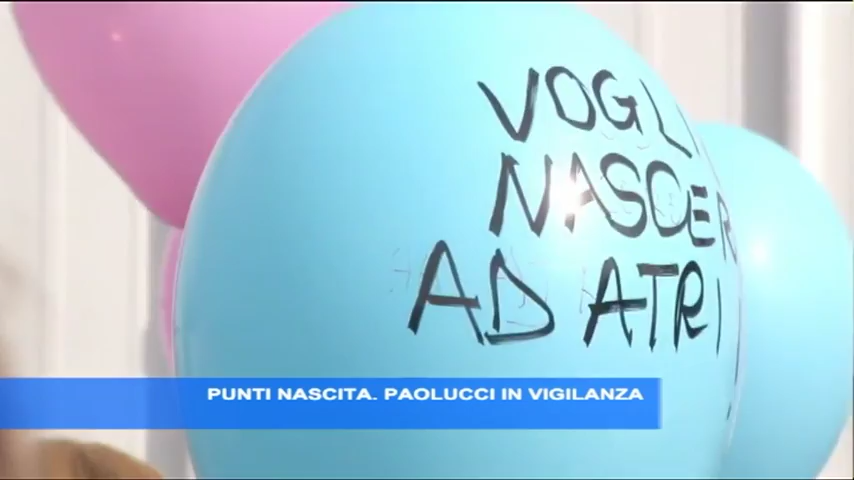 VOGLI
NASCER
AD ATRI
PUNTI NASCITA. PAOLUCCI IN VIGILANZA